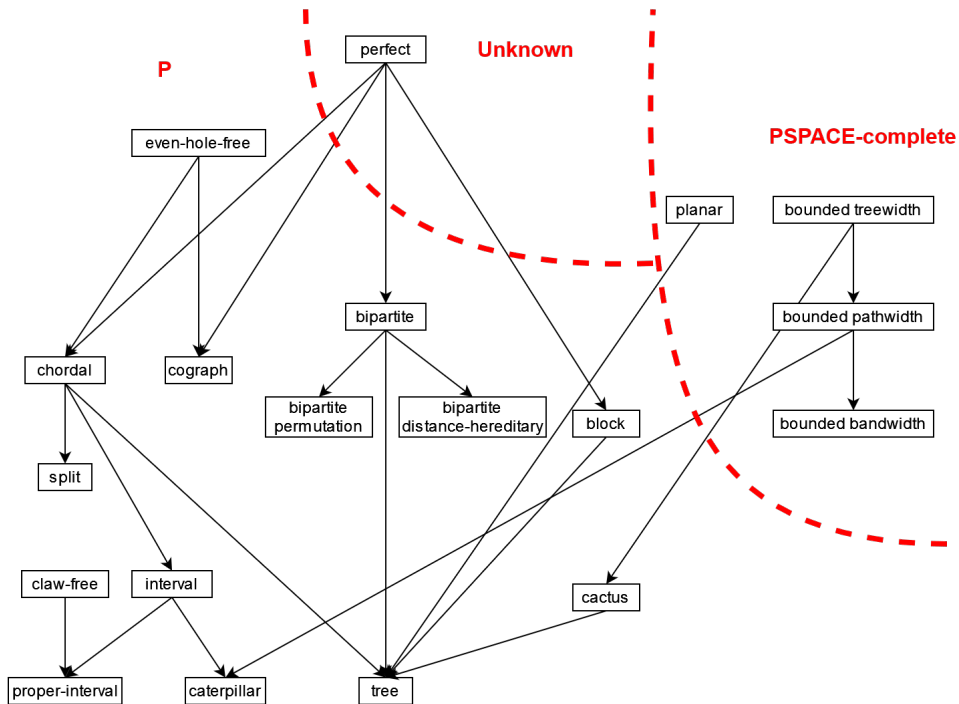 perfect
Unknown
P
even-hole-free
PSPACE-complete
planar
bounded treewidth
bipartite
bounded pathwidth
chordal
cograph
bipartite
permutation
bipartite
distance-hereditary
block
bounded bandwidth
split
claw-free
interval
cactus
proper-interval
caterpillar
tree